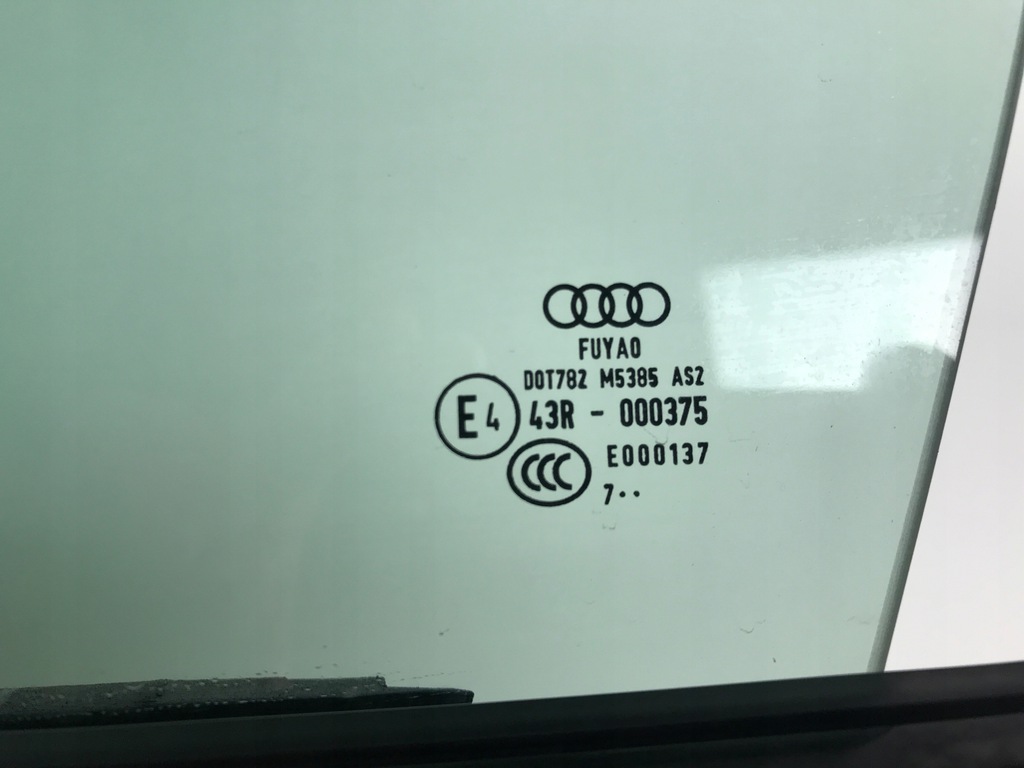 FUYAO
DOT782 M5385 AS2
E4 43R - 000375
CCC E000137
7··